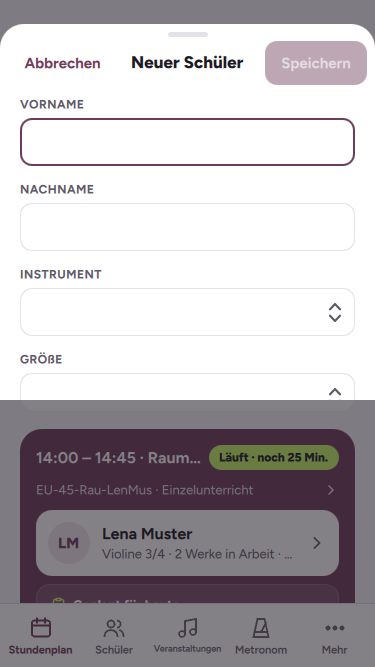 Abbrechen
Neuer Schüler
Speichern
VORNAME
NACHNAME
INSTRUMENT
GRÖßE
14:00 – 14:45 · Raum...
Läuft · noch 25 Min.
EU-45-Rau-LenMus · Einzelunterricht
LM
Lena Muster
Violine 3/4 · 2 Werke in Arbeit · ...
Stundenplan
Schüler
Veranstaltungen
Metronom
Mehr